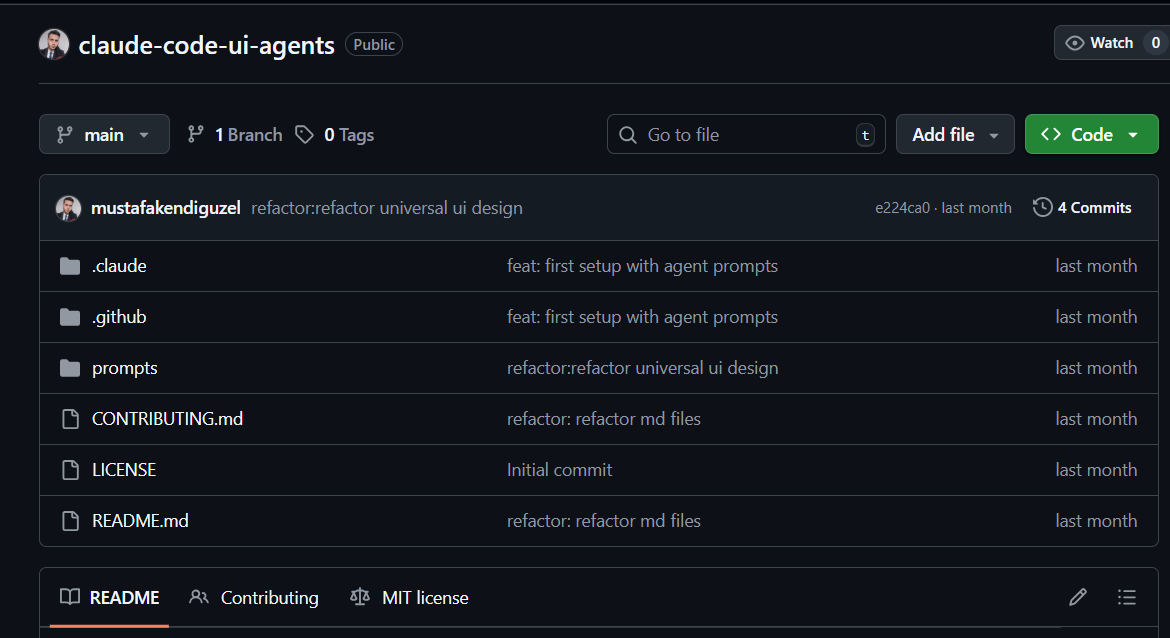 claude-code-ui-agents Public Watch 0
main 1 Branch 0 Tags Go to file t Add file Code
mustafakendiguzel refactor:refactor universal ui design e224ca0 · last month 4 Commits
.claude feat: first setup with agent prompts last month
.github feat: first setup with agent prompts last month
prompts refactor:refactor universal ui design last month
CONTRIBUTING.md refactor: refactor md files last month
LICENSE Initial commit last month
README.md refactor: refactor md files last month
README Contributing MIT license